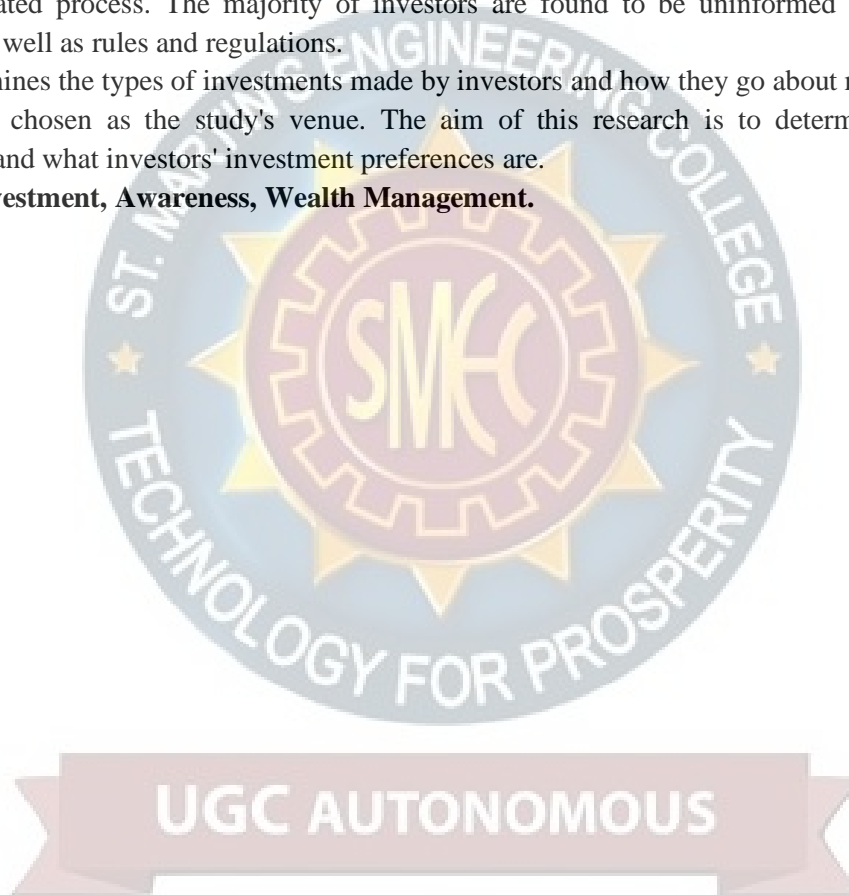 ated process. The majority of investors are found to be uninformed
well as rules and regulations.
nines the types of investments made by investors and how they go about
chosen as the study's venue. The aim of this research is to determ
and what investors' investment preferences are.
vestment, Awareness, Wealth Management.
ST. MARTIN'S ENGINEERING COLLEGE
SMEC
TECHNOLOGY FOR PROSPERITY
UGC AUTONOMOUS